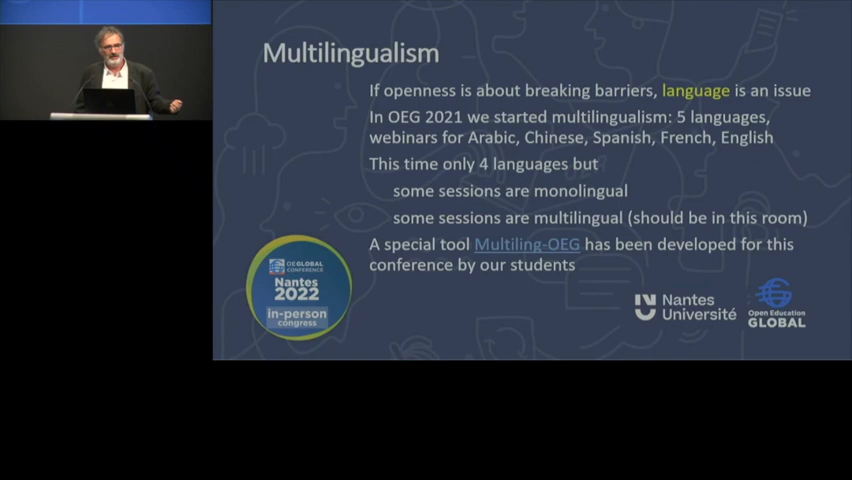 Multilingualism
If openness is about breaking barriers, language is an issue
In OEG 2021 we started multilingualism: 5 languages,
webinars for Arabic, Chinese, Spanish, French, English
This time only 4 languages but
some sessions are monolingual
some sessions are multilingual (should be in this room)
A special tool Multiling-OEG has been developed for this
conference by our students
OEGLOBAL
CONFERENCE
Nantes
2022
in-person
congress
Nantes
Université
Open Education
GLOBAL